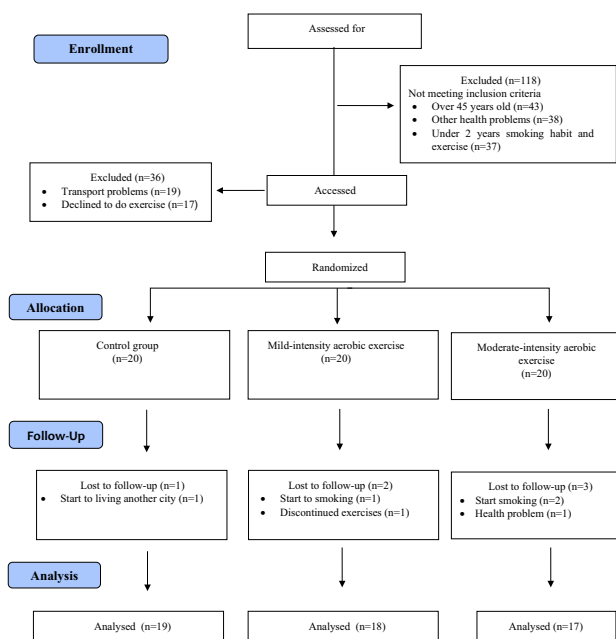 Assessed for
Enrollment
Excluded (n=118)
Not meeting inclusion criteria
• Over 45 years old (n=43)
• Other health problems (n=38)
• Under 2 years smoking habit and
exercise (n=37)
Excluded (n=36)
• Transport problems (n=19)
• Declined to do exercise (n=17)
Accessed
Randomized
Allocation
Control group
(n=20)
Mild-intensity aerobic exercise
(n=20)
Moderate-intensity aerobic
exercise
(n=20)
Follow-Up
Lost to follow-up (n=1)
• Start to living another city (n=1)
Lost to follow-up (n=2)
• Start to smoking (n=1)
• Discontinued exercises (n=1)
Lost to follow-up (n=3)
• Start smoking (n=2)
• Health problem (n=1)
Analysis
Analysed (n=19)
Analysed (n=18)
Analysed (n=17)